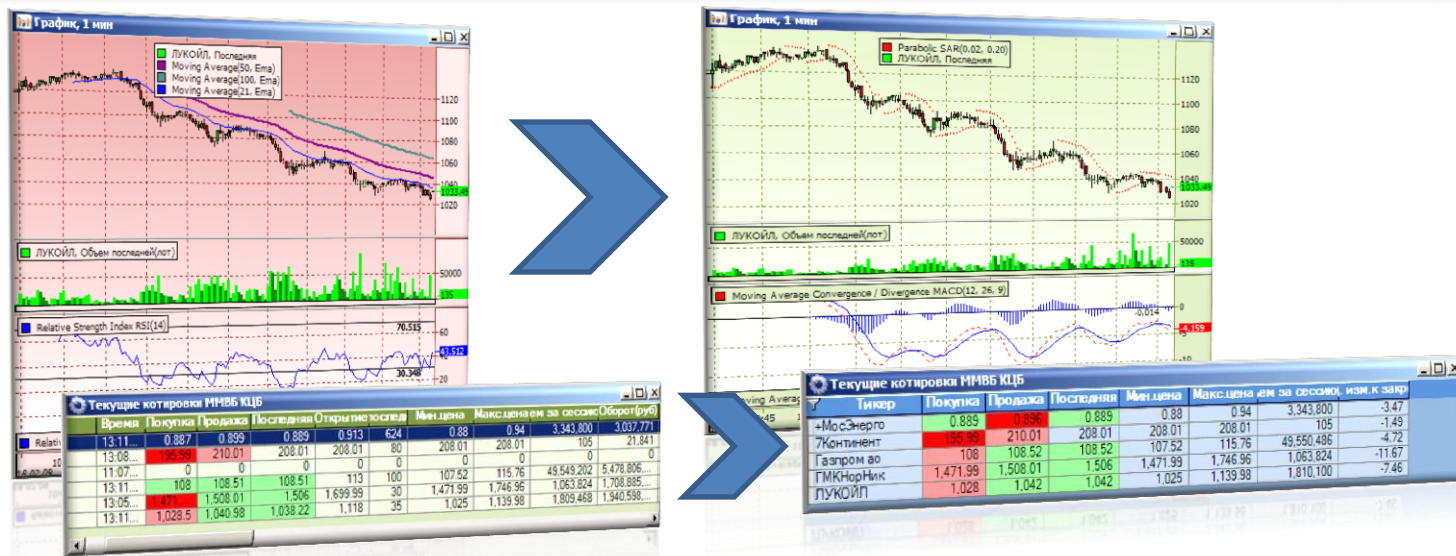 График, 1 мин
ЛУКОЙЛ, Последняя
Moving Average(50, Ema)
Moving Average(100, Ema)
Moving Average(21, Ema)
1120
1100
1080
1060
1040
1033.49
1020
ЛУКОЙЛ, Объем последней(лот)
50000
135
Relative Strength Index RSI(14)
70.515
60
43.512
40
30.348
20
Relativ
Текущие котировки ММВБ КЦБ
Время Покупка Продажа Последняя Открытие последн Мин.цена Макс.цена ем за сессию Оборот(руб)
13:11... 0.887 0.899 0.889 0.913 624 0.88 0.94 3,343,800 3,037,771
13:08... 195.99 210.01 208.01 208.01 80 208.01 208.01 105 21,841
11:07... 0 0 0 0 0 0 0 0 0
13:11... 108 108.51 108.51 113 100 107.52 115.76 49,549,202 5,478,806,...
13:05... 1,471.... 1,508.01 1,506 1,699.99 30 1,471.99 1,746.96 1,063,824 1,708,885,...
13:11... 1,028.5 1,040.98 1,038.22 1,118 35 1,025 1,139.98 1,809,468 1,940,598,...
График, 1 мин
Parabolic SAR(0.02, 0.20)
ЛУКОЙЛ, Последняя
1120
1100
1080
1060
1040
1033.49
1020
ЛУКОЙЛ, Объем последней(лот)
50000
135
Moving Average Convergence / Divergence MACD(12, 26, 9)
0
-0.014
-4.159
-10
Moving Average
Текущие котировки ММВБ КЦБ
Тикер Покупка Продажа Последняя Мин.цена Макс.цена ем за сессию, изм.к закр
+МосЭнерго 0.889 0.896 0.889 0.88 0.94 3,343,800 -3.47
7Континент 195.99 210.01 208.01 208.01 208.01 105 -1.49
Газпром ао 108 108.52 108.52 107.52 115.76 49,550,486 -4.72
ГМКНорНик 1,471.99 1,508.01 1,506 1,471.99 1,746.96 1,063,824 -11.67
ЛУКОЙЛ 1,028 1,042 1,042 1,025 1,139.98 1,810,100 -7.46